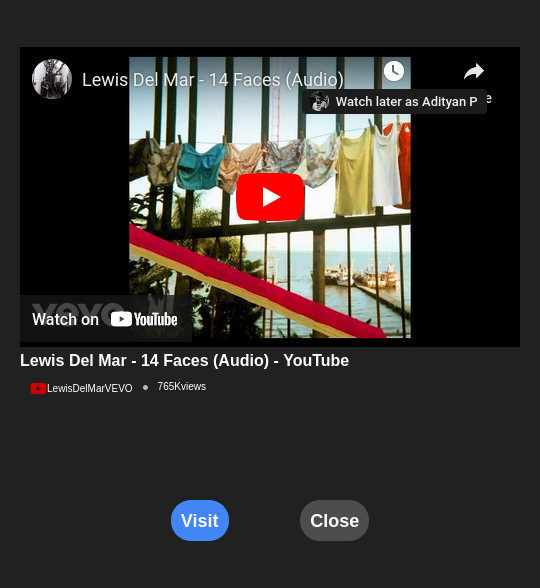 Lewis Del Mar - 14 Faces (Audio)
Watch later as Adityan P
e
vevo
Watch on YouTube
Lewis Del Mar - 14 Faces (Audio) - YouTube
LewisDelMarVEVO • 765Kviews
Visit
Close